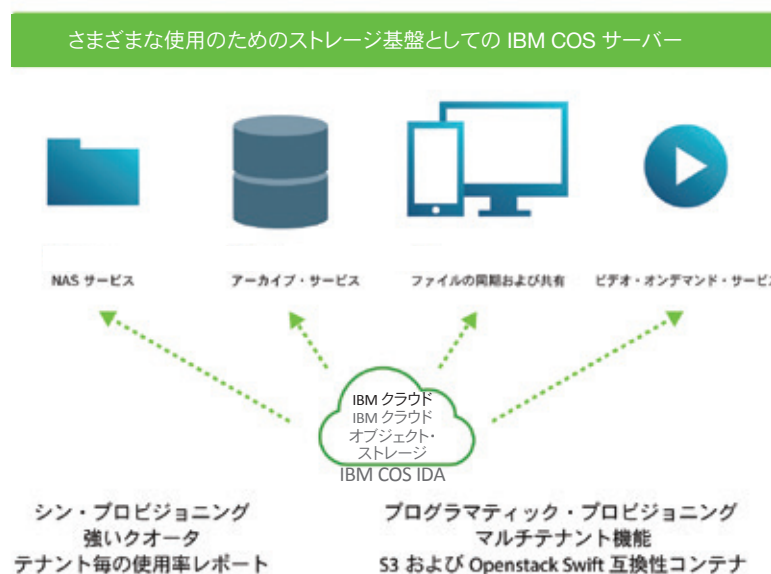 さまざまな使用のためのストレージ基盤としての IBM COS サーバー
NAS サービス
アーカイブ・サービス
ファイルの同期および共有
ビデオ・オンデマンド・サービス
IBM クラウド
IBM クラウド
オブジェクト・
ストレージ
IBM COS IDA
シン・プロビジョニング
強いクオータ
テナント毎の使用率レポート
プログラマティック・プロビジョニング
マルチテナント機能
S3 および Openstack Swift 互換性コンテナ